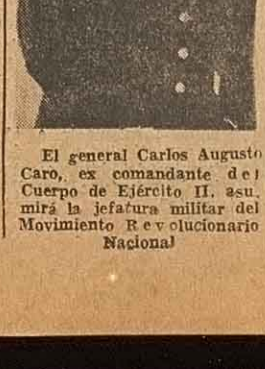 El general Carlos Augusto
Caro, ex comandante del
Cuerpo de Ejército II, asu.
mirá la jefatura militar del
Movimiento Revolucionario
Nacional